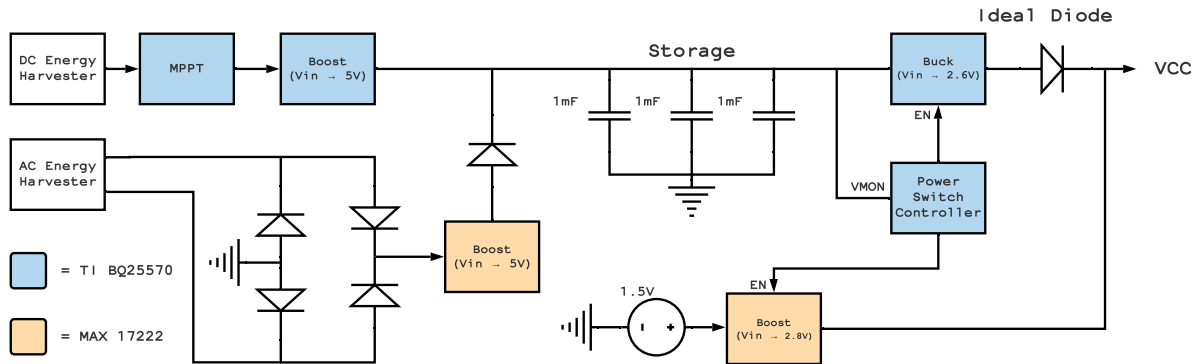 Ideal Diode
DC Energy
Harvester
MPPT
Boost
(Vin → 5V)
Storage
Buck
(Vin → 2.6V)
VCC
1mF
1mF
1mF
EN
AC Energy
Harvester
VMON
Power
Switch
Controller
Boost
(Vin → 5V)
= TI BQ25570
EN
1.5V
- +
Boost
(Vin → 2.8V)
= MAX 17222